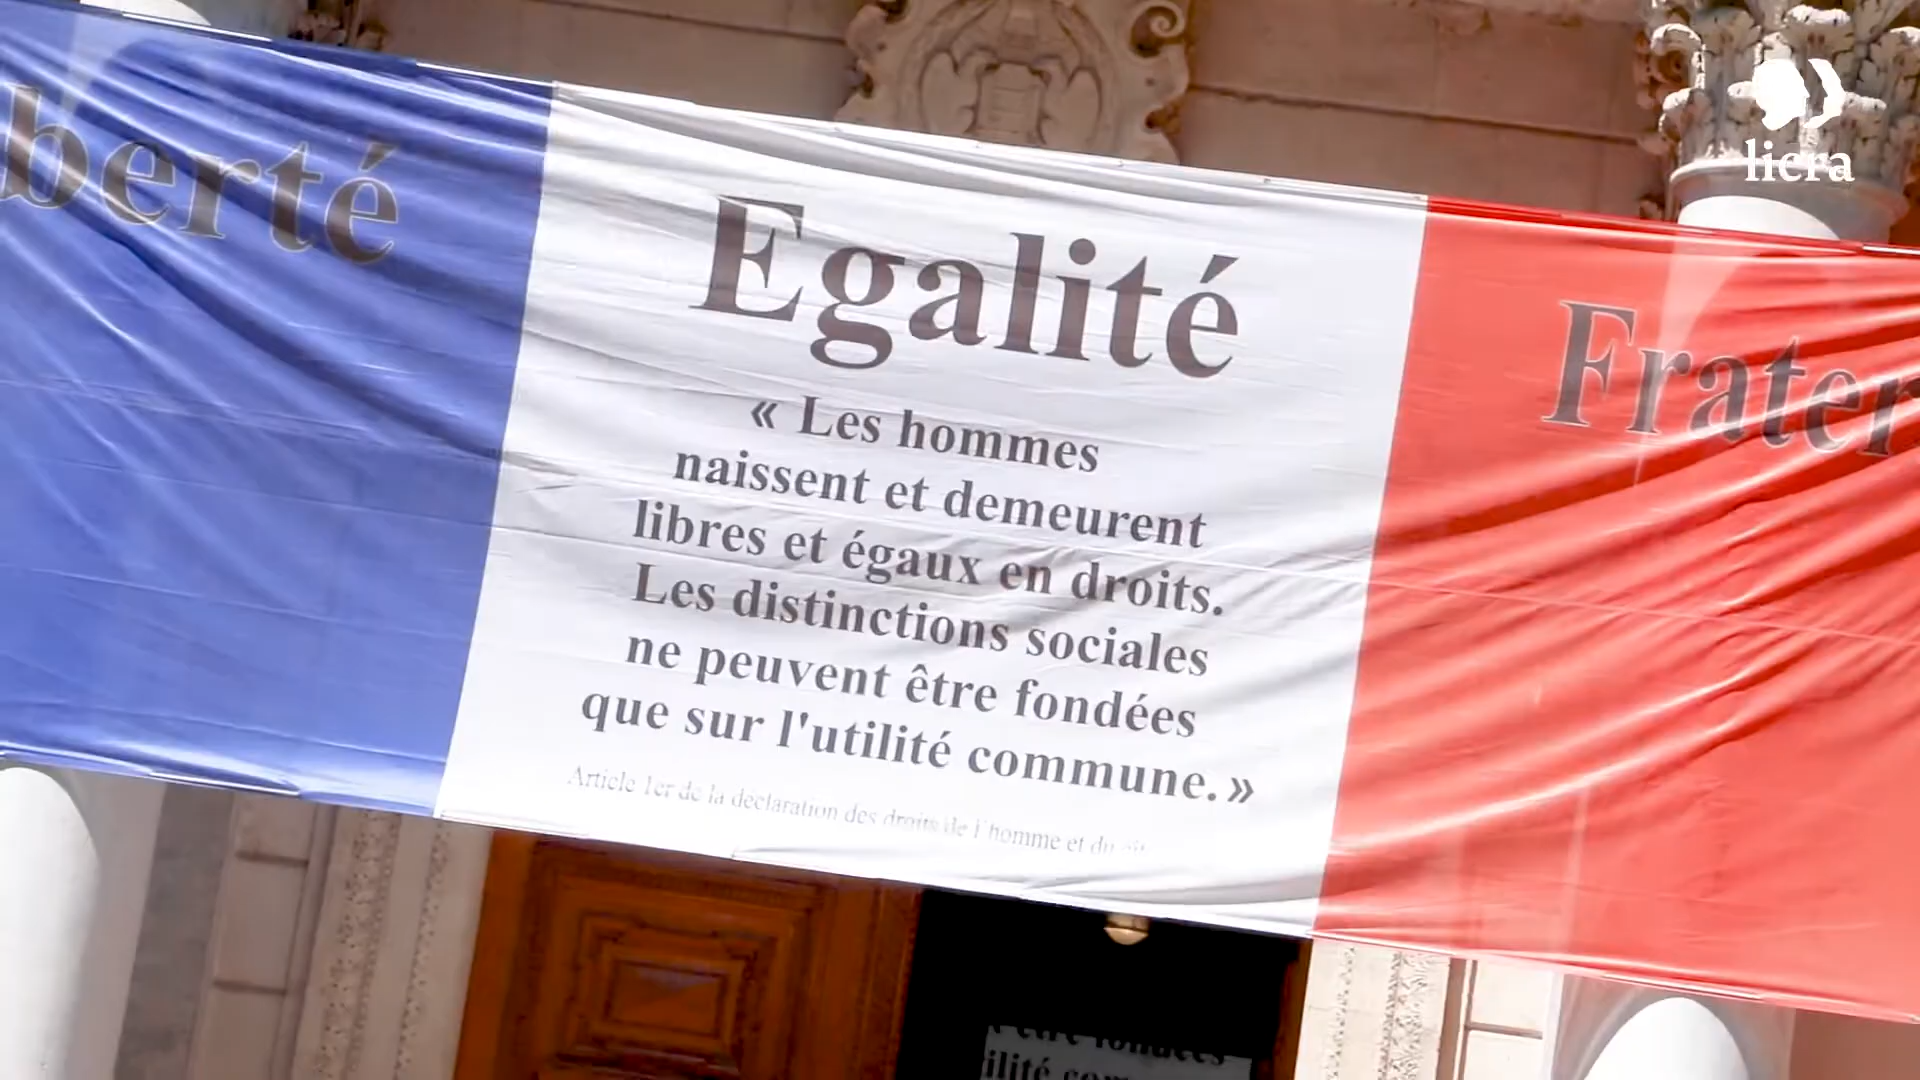 berté
Egalité
Frater
« Les hommes
naissent et demeurent
libres et égaux en droits.
Les distinctions sociales
ne peuvent être fondées
que sur l'utilité commune. »
Article 1er de la déclaration des droits de l'homme et du
licra